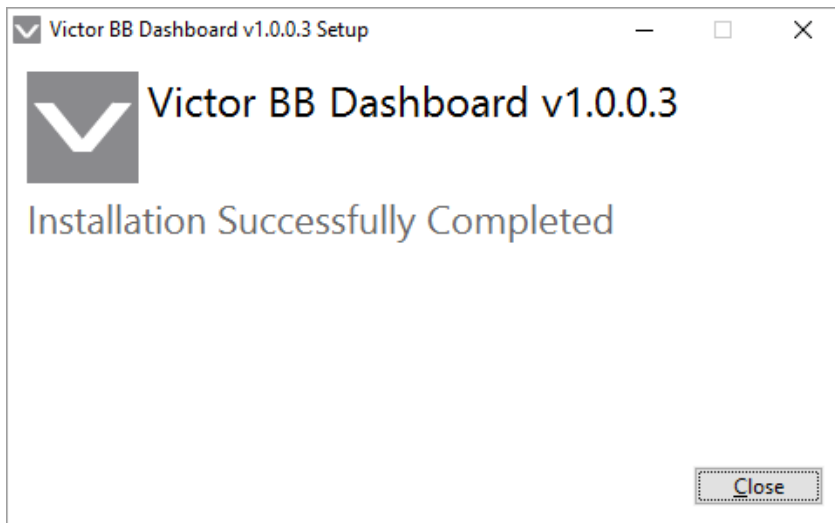 Victor BB Dashboard v1.0.0.3 Setup
Victor BB Dashboard v1.0.0.3
Installation Successfully Completed
Close